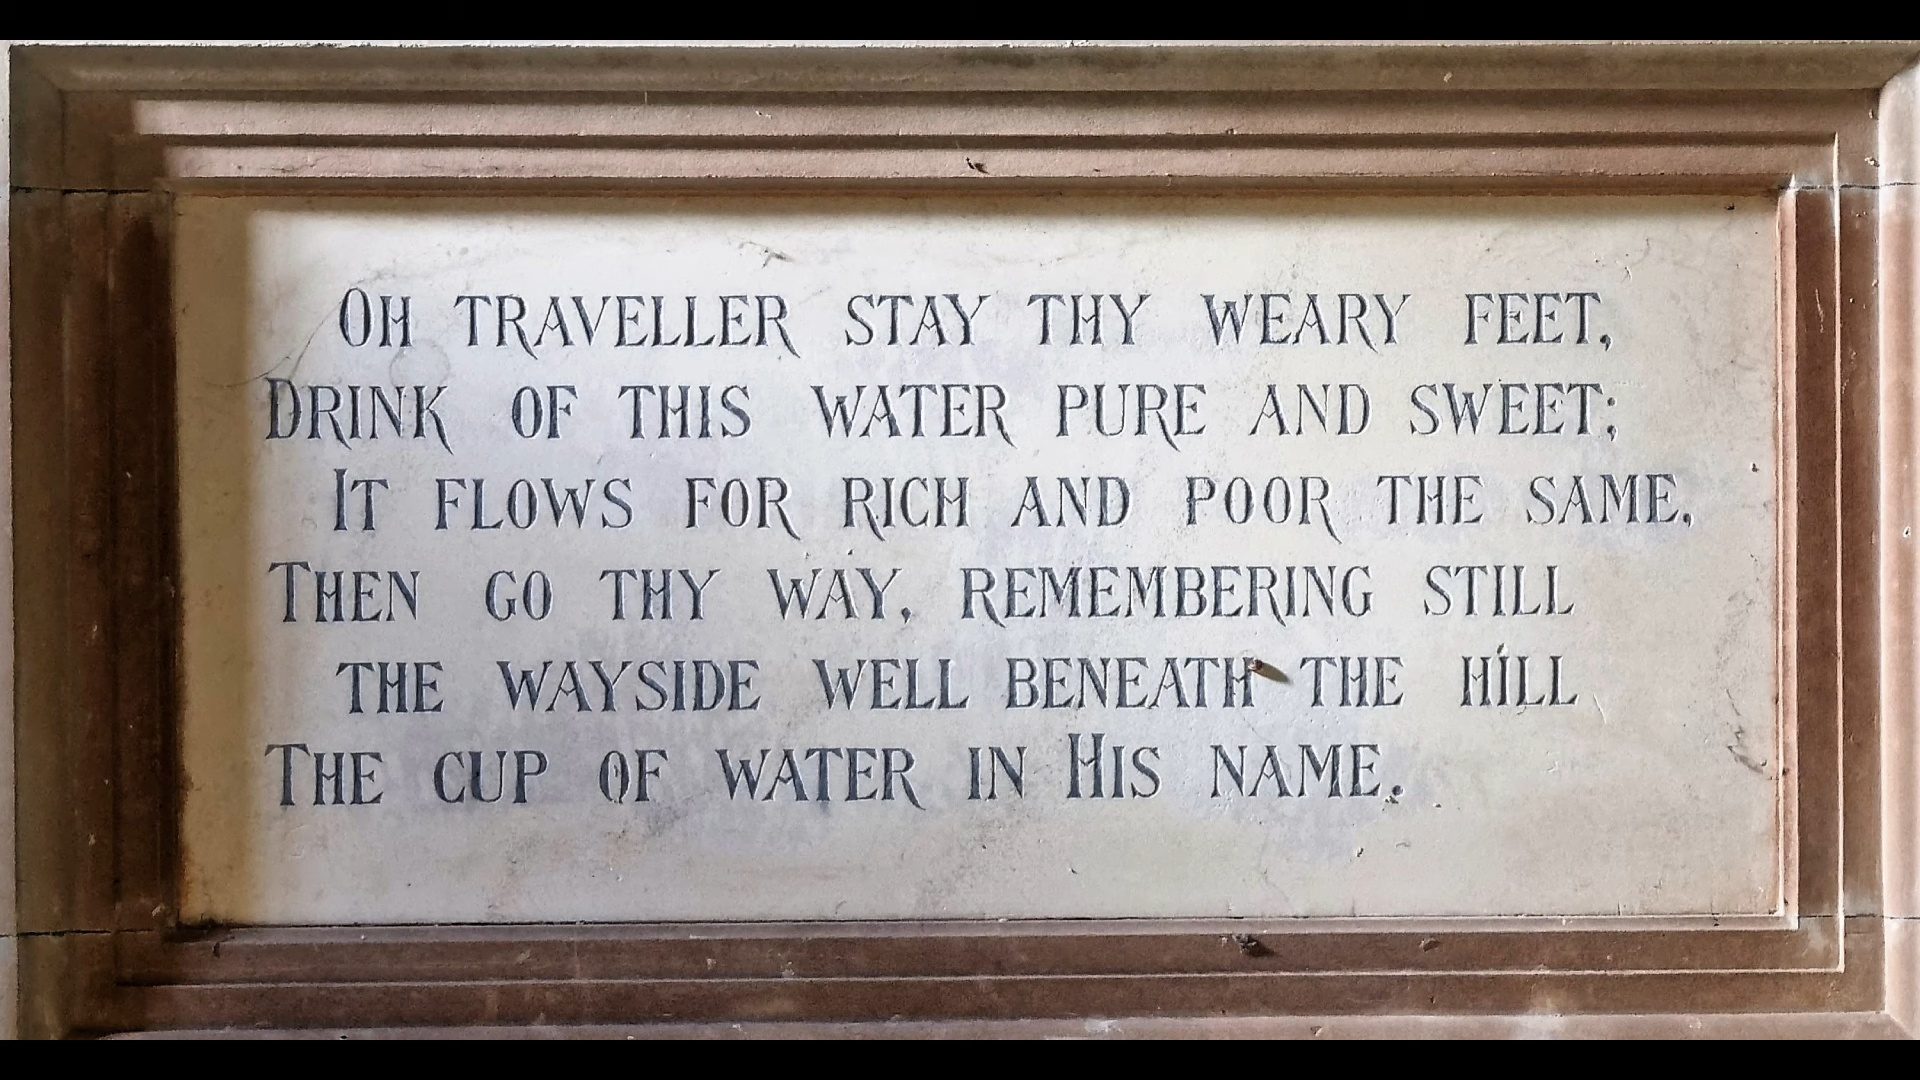 OH TRAVELLER STAY THY WEARY FEET,
DRINK OF THIS WATER PURE AND SWEET;
IT FLOWS FOR RICH AND POOR THE SAME,
THEN GO THY WAY, REMEMBERING STILL
THE WAYSIDE WELL BENEATH THE HILL
THE CUP OF WATER IN HIS NAME.